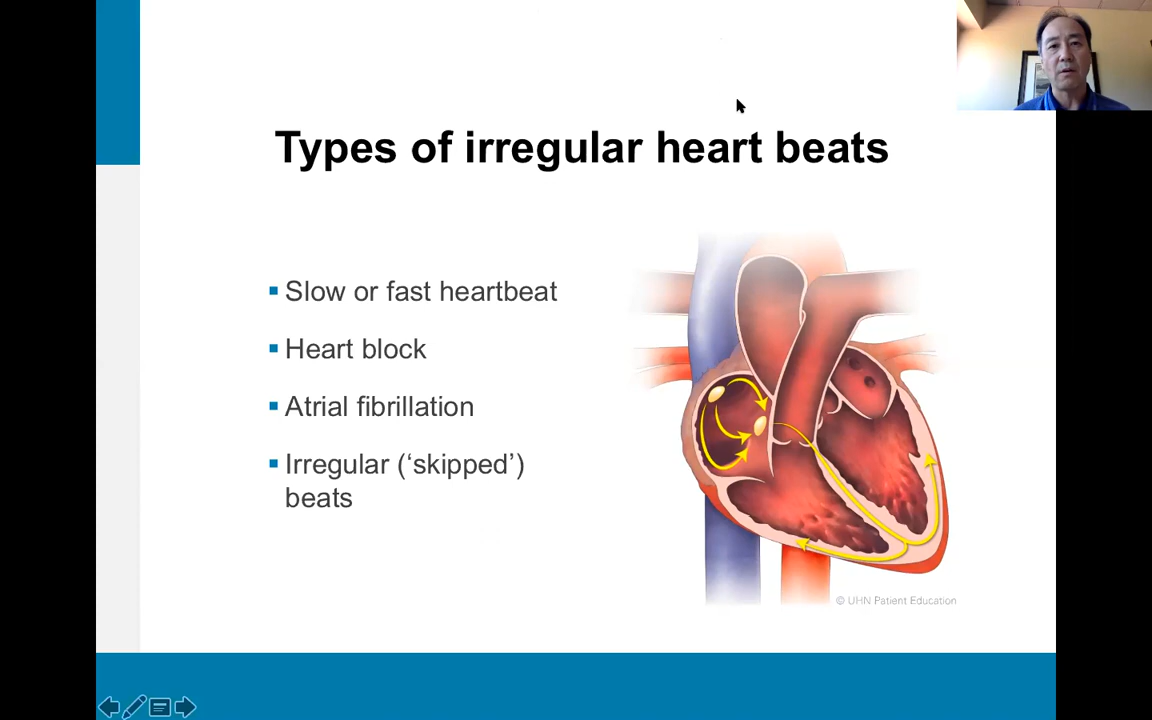 Types of irregular heart beats
Slow or fast heartbeat
Heart block
Atrial fibrillation
Irregular (‘skipped’)
beats
© UHN Patient Education